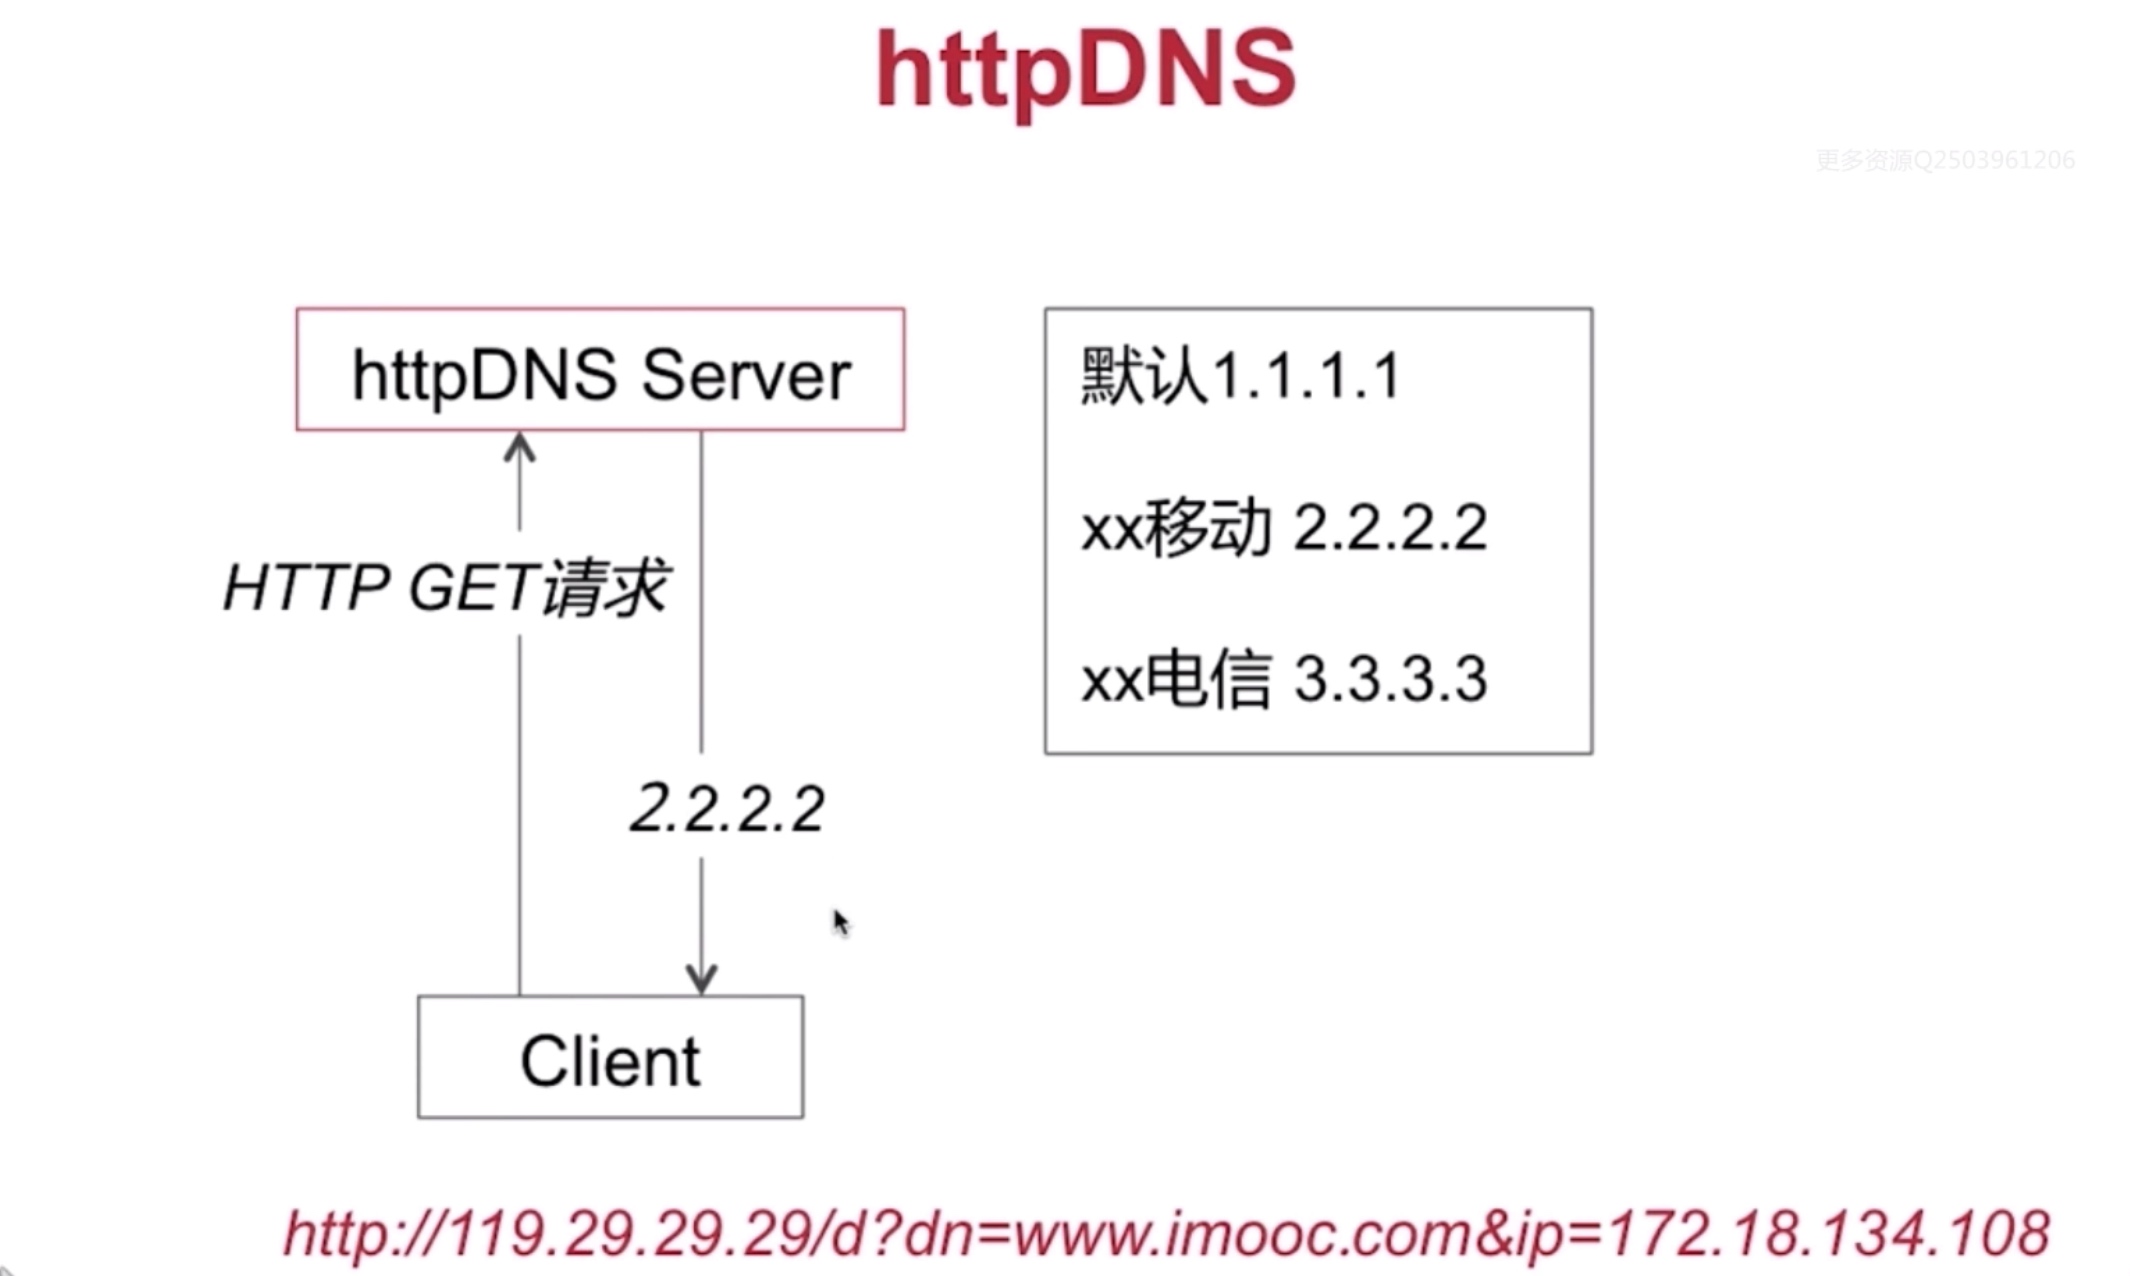 httpDNS
更多资源Q2503961206
httpDNS Server
默认1.1.1.1
xx移动 2.2.2.2
HTTP GET请求
xx电信 3.3.3.3
2.2.2.2
Client
http://119.29.29.29/d?dn=www.imooc.com&ip=172.18.134.108